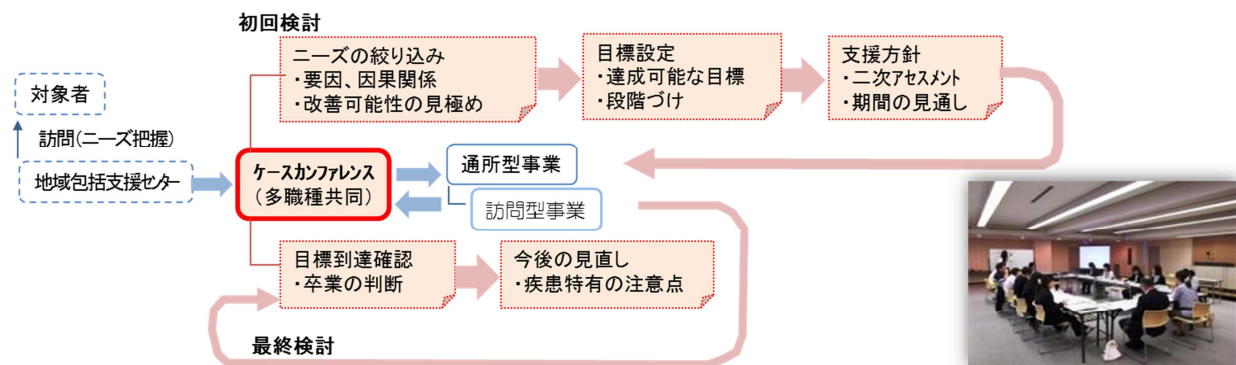 初回検討
ニーズの絞り込み
・要因、因果関係
・改善可能性の見極め
目標設定
・達成可能な目標
・段階づけ
支援方針
・二次アセスメント
・期間の見通し
対象者
訪問(ニーズ把握)
地域包括支援センター
ケースカンファレンス
(多職種共同)
通所型事業
訪問型事業
目標到達確認
・卒業の判断
今後の見直し
・疾患特有の注意点
最終検討